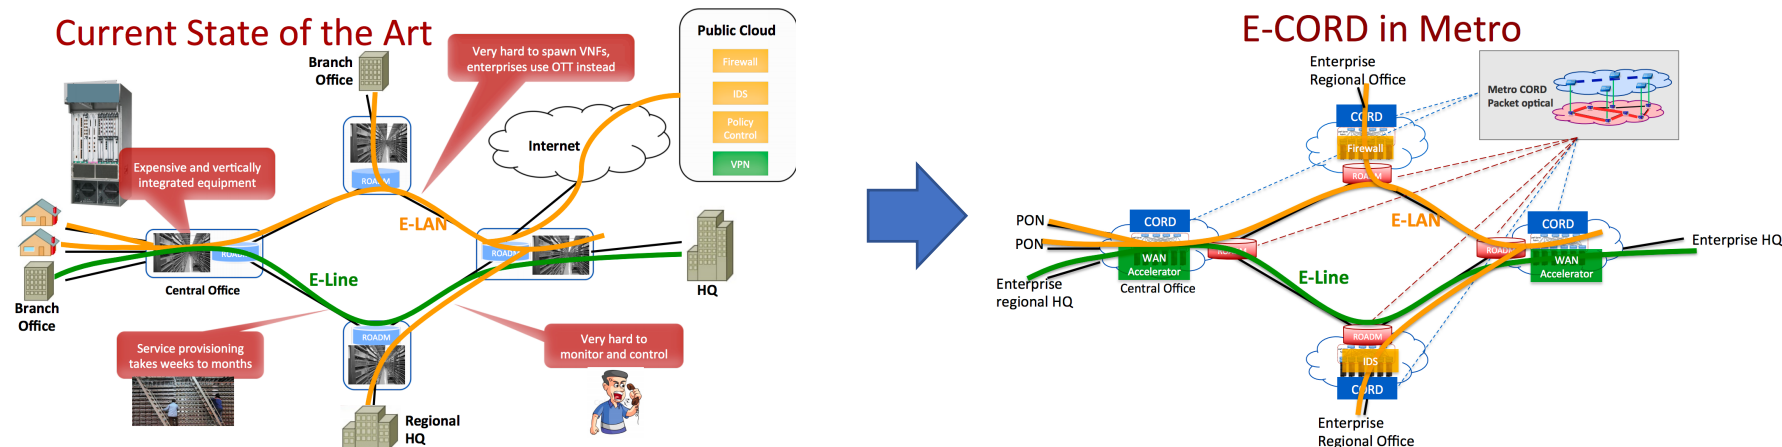 Current State of the Art
Branch
Office
Very hard to spawn VNFs,
enterprises use OTT instead
Public Cloud
Firewall
IDS
Policy
Control
VPN
Internet
Expensive and vertically
integrated equipment
ROADM
E-LAN
ROADM
ROADM
Central Office
E-Line
Branch
Office
HQ
Service provisioning
takes weeks to months
ROADM
Very hard to
monitor and control
Regional
HQ
E-CORD in Metro
Enterprise
Regional Office
Metro CORD
Packet optical
CORD
Firewall
ROADM
PON
PON
CORD
E-LAN
CORD
ROADM
ROADM
Enterprise HQ
WAN
Accelerator
WAN
Accelerator
Enterprise
regional HQ
Central Office
E-Line
ROADM
IDS
CORD
Enterprise
Regional Office